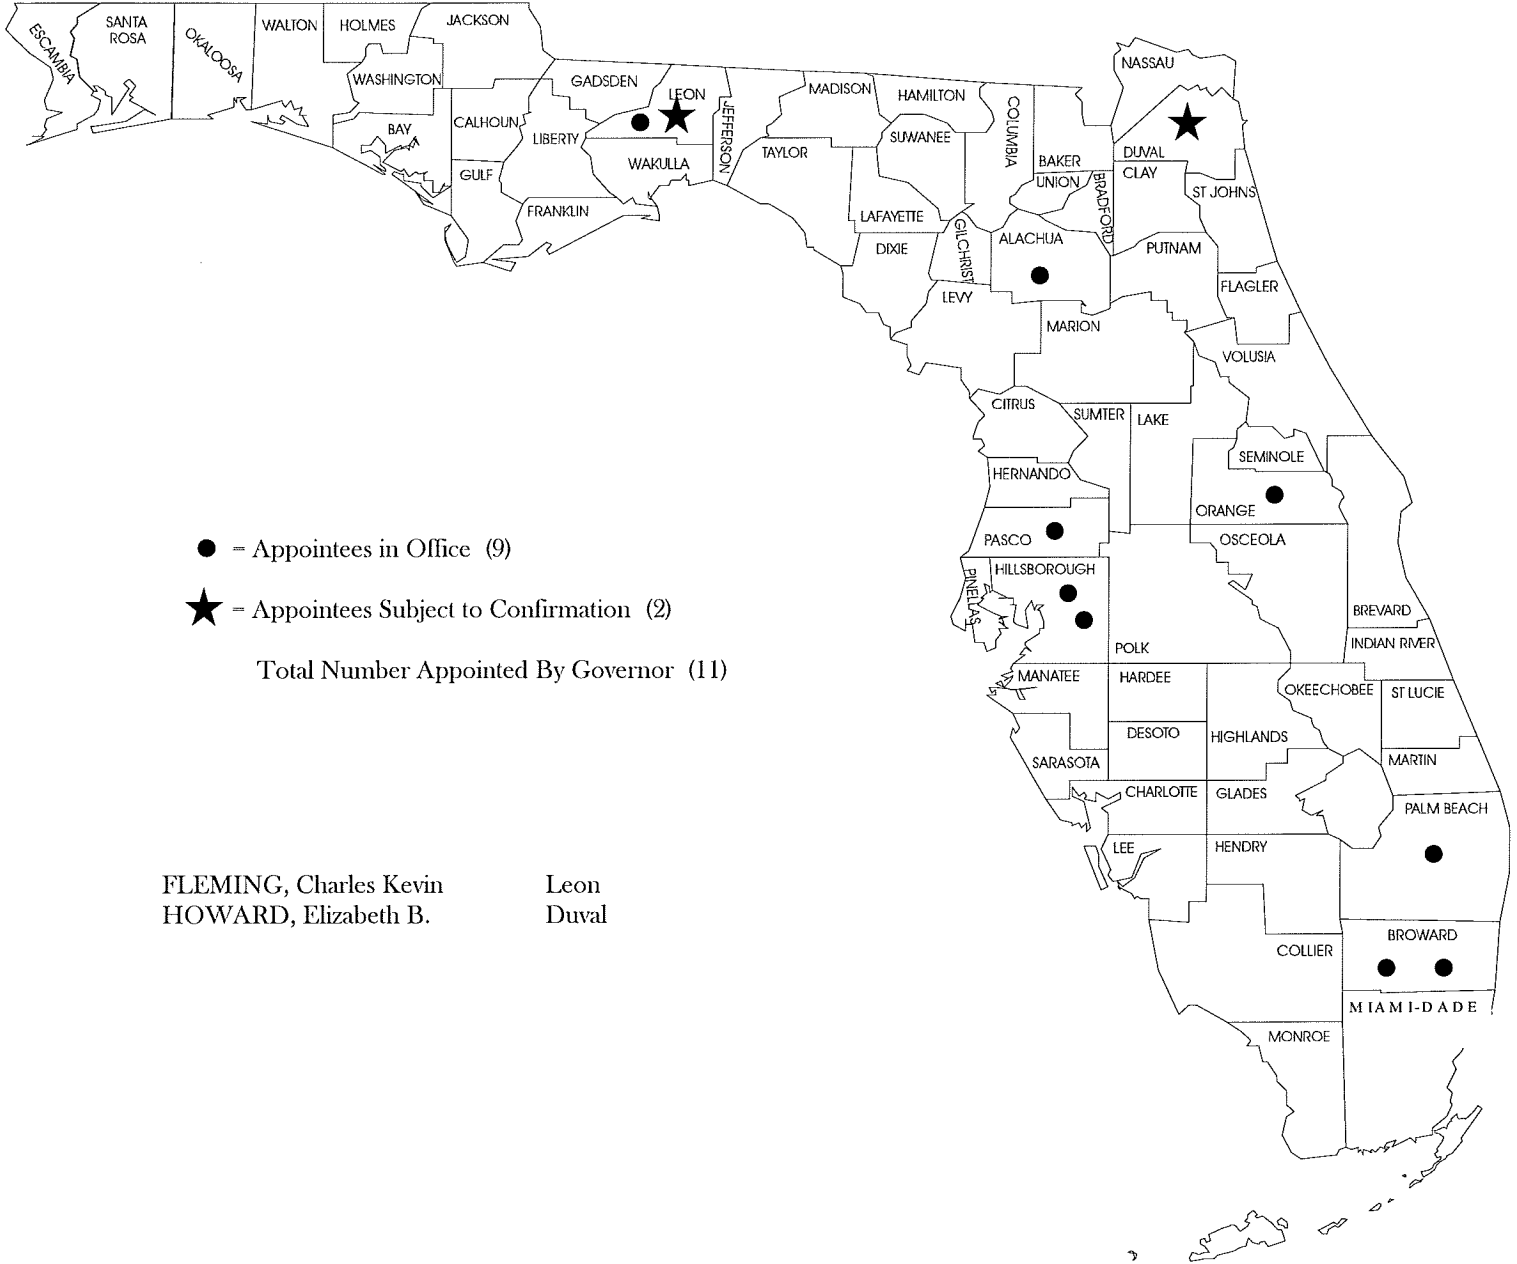 ESCAMBIA
SANTA
ROSA
OKALOOSA
WALTON
HOLMES
JACKSON
WASHINGTON
BAY
CALHOUN
GULF
GADSDEN
LIBERTY
FRANKLIN
LEON
WAKULLA
JEFFERSON
MADISON
TAYLOR
HAMILTON
SUWANEE
LAFAYETTE
DIXIE
COLUMBIA
GILCHRIST
LEVY
BAKER
UNION
BRADFORD
ALACHUA
NASSAU
DUVAL
CLAY
ST JOHNS
PUTNAM
FLAGLER
MARION
VOLUSIA
CITRUS
SUMTER
LAKE
HERNANDO
SEMINOLE
ORANGE
PASCO
OSCEOLA
PINELLAS
HILLSBOROUGH
POLK
BREVARD
INDIAN RIVER
MANATEE
HARDEE
OKEECHOBEE
ST LUCIE
DESOTO
HIGHLANDS
SARASOTA
MARTIN
CHARLOTTE
GLADES
PALM BEACH
LEE
HENDRY
BROWARD
COLLIER
MIAMI-DADE
MONROE
= Appointees in Office (9)
= Appointees Subject to Confirmation (2)
Total Number Appointed By Governor (11)
FLEMING, Charles Kevin Leon
HOWARD, Elizabeth B. Duval